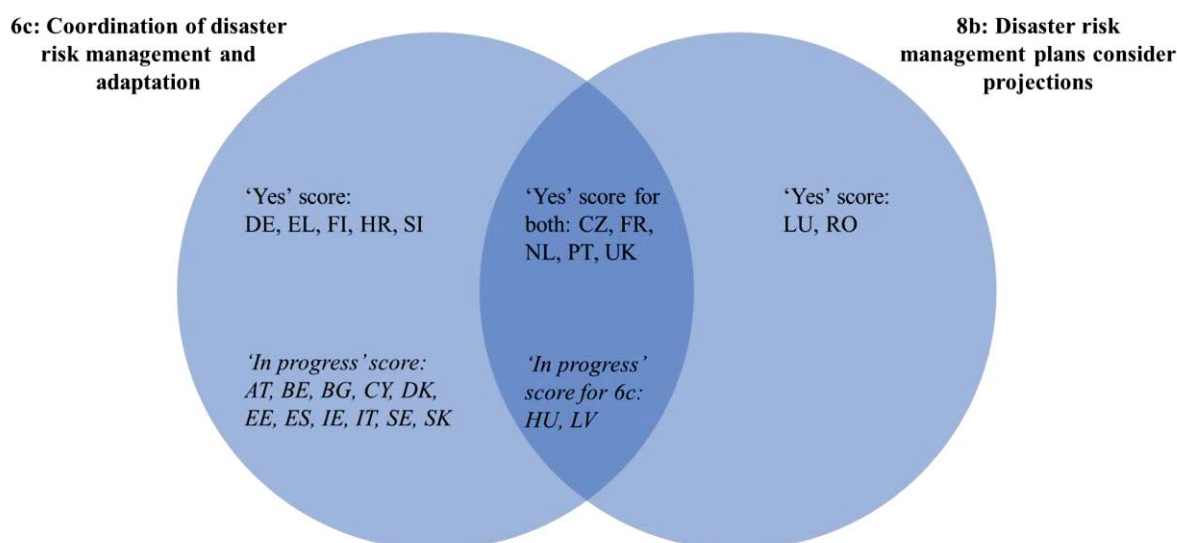 6c: Coordination of disaster
risk management and
adaptation
8b: Disaster risk
management plans consider
projections
‘Yes’ score:
DE, EL, FI, HR, SI
‘Yes’ score for
both: CZ, FR,
NL, PT, UK
‘Yes’ score:
LU, RO
‘In progress’ score:
AT, BE, BG, CY, DK,
EE, ES, IE, IT, SE, SK
‘In progress’
score for 6c:
HU, LV